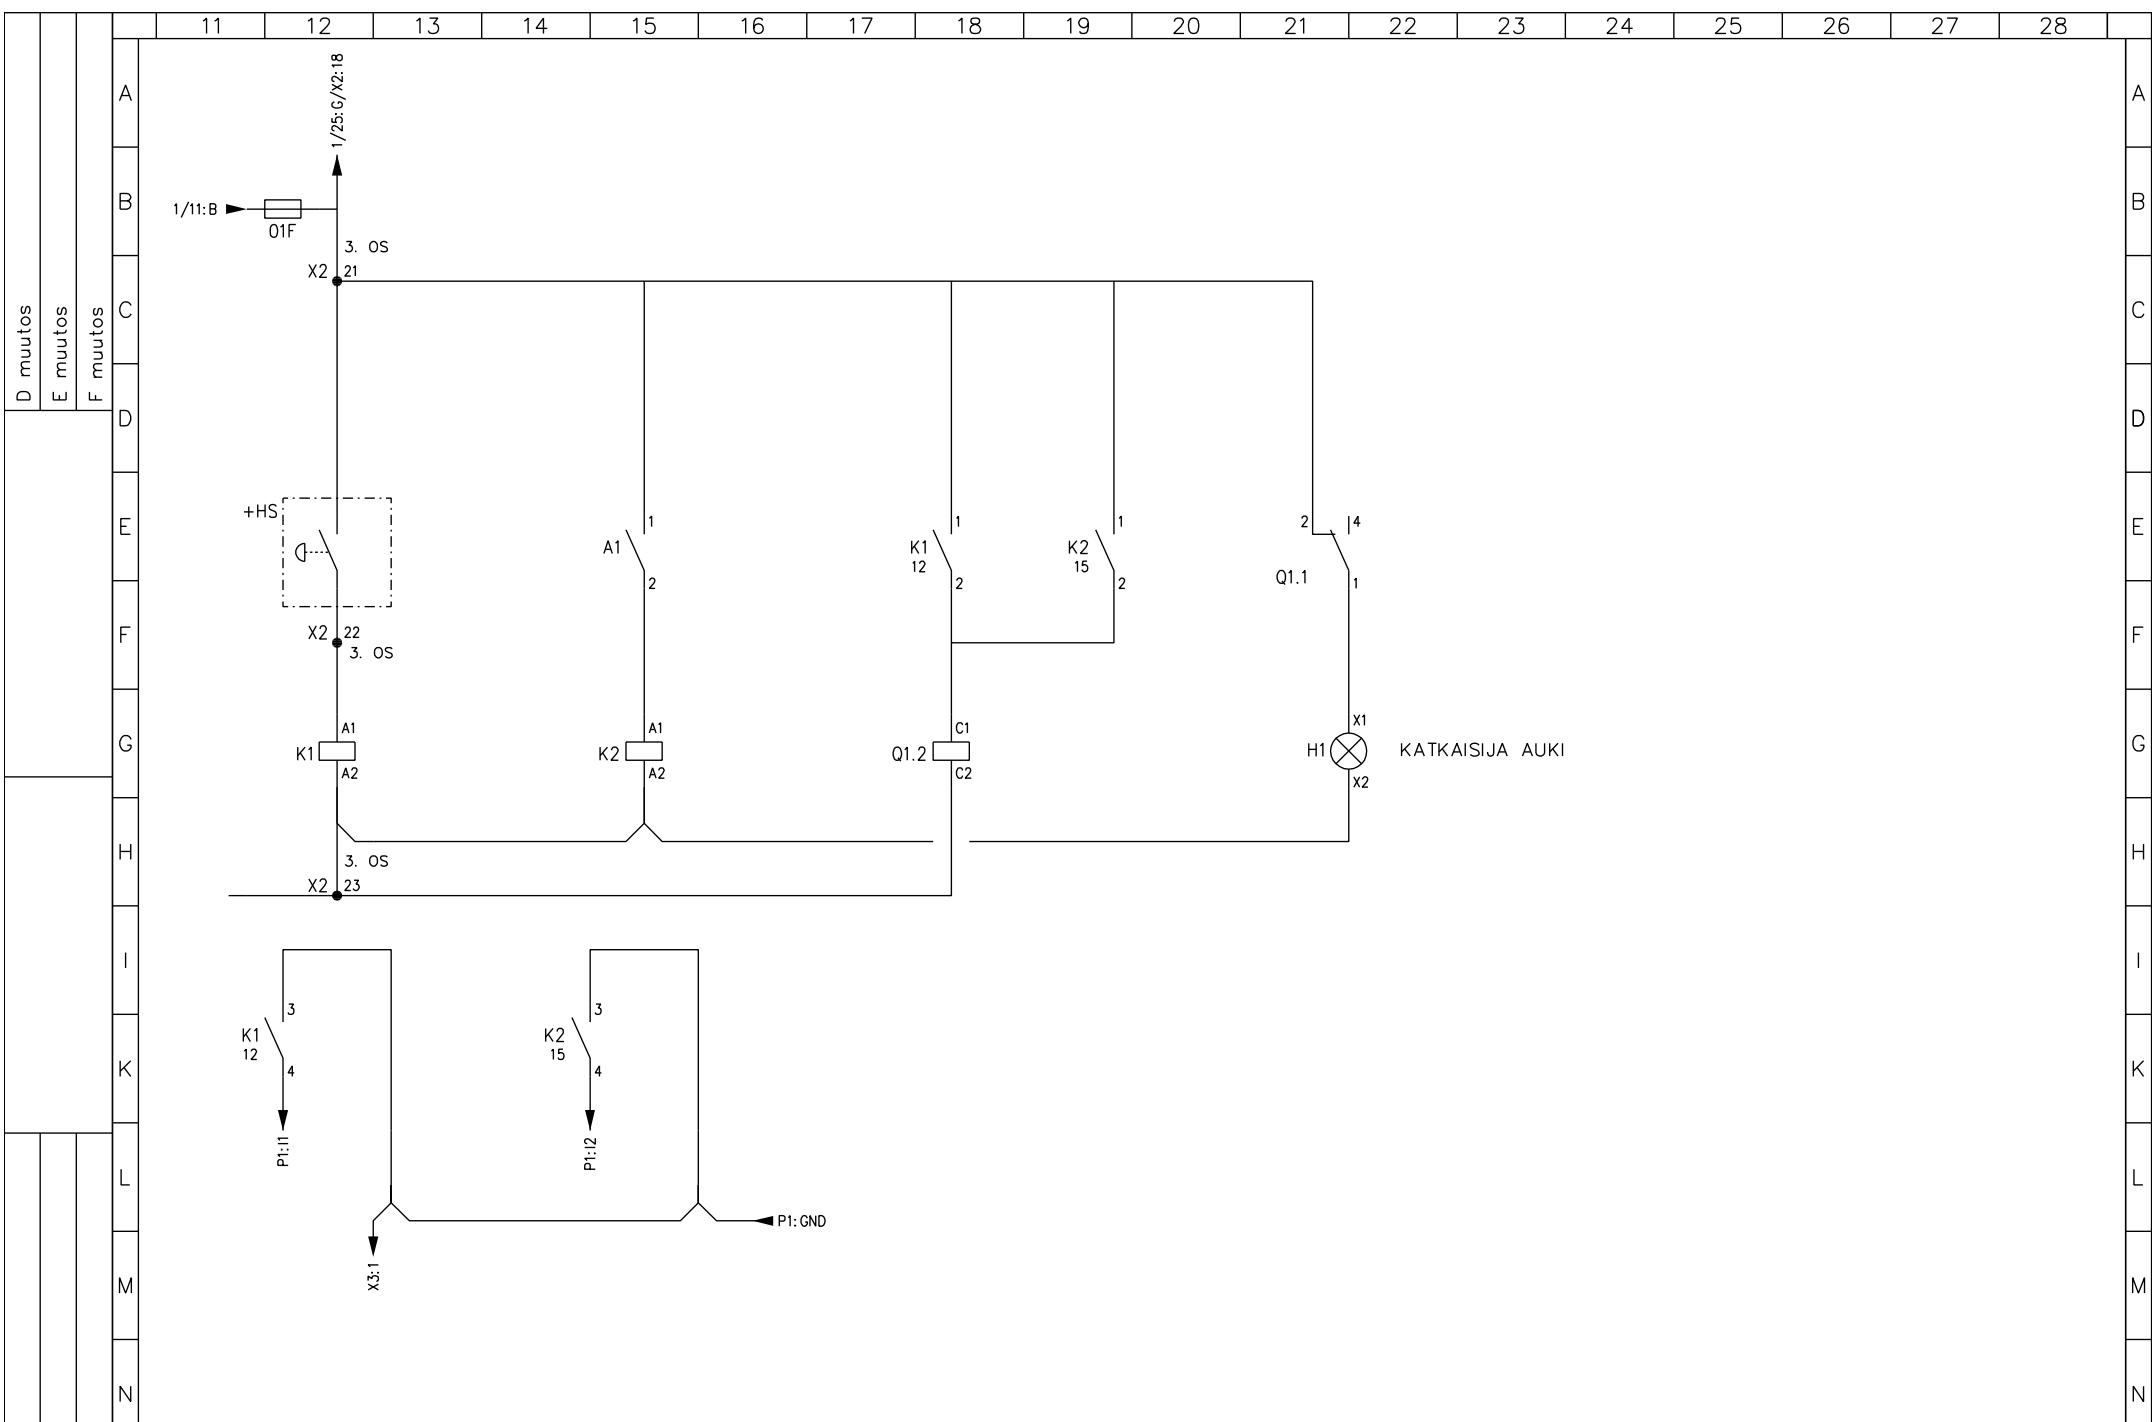 11 12 13 14 15 16 17 18 19 20 21 22 23 24 25 26 27 28
D muutos
E muutos
F muutos
A A
1/25:G/X2:18
B B
1/11:B
01F
3. OS
X2 21
C C
D D
+HS
E E
A1 1 2
K1 12 1 2
K2 15 1 2
2 4
Q1.1 1
F F
X2 22
3. OS
G G
K1 A1 A2
K2 A1 A2
Q1.2 C1 C2
H1 X1 X2 KATKAISIJA AUKI
H H
3. OS
X2 23
I I
K1 12 3 4
K2 15 3 4
K K
P1:I1
P1:I2
L L
P1:GND
X3:1
M M
N N